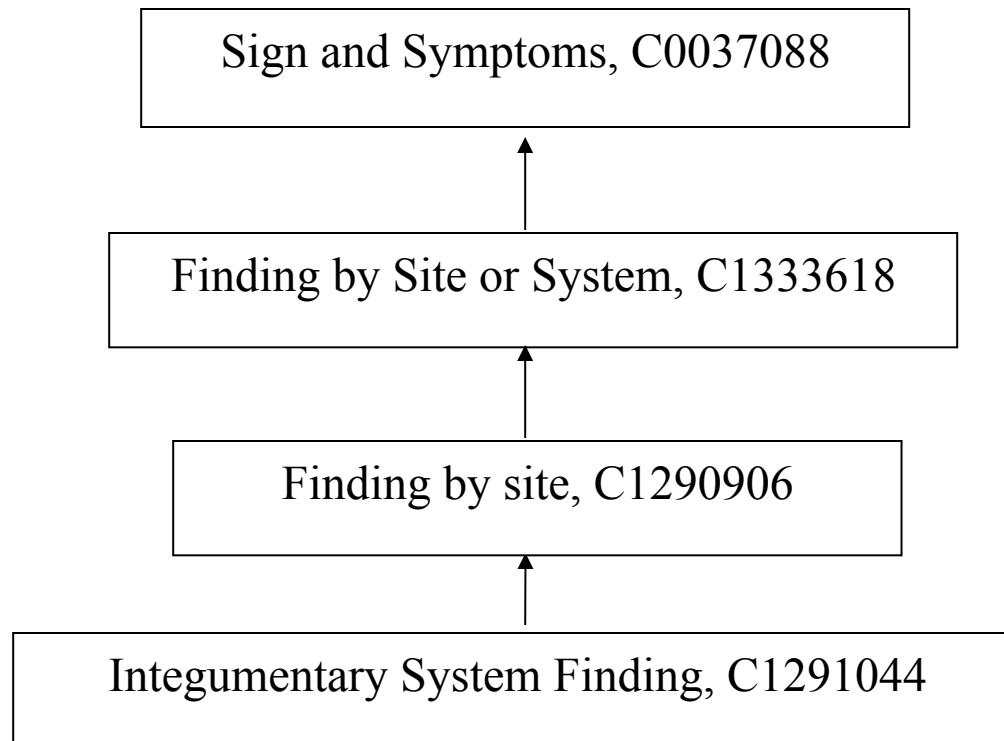 Sign and Symptoms, C0037088
Finding by Site or System, C1333618
Finding by site, C1290906
Integumentary System Finding, C1291044